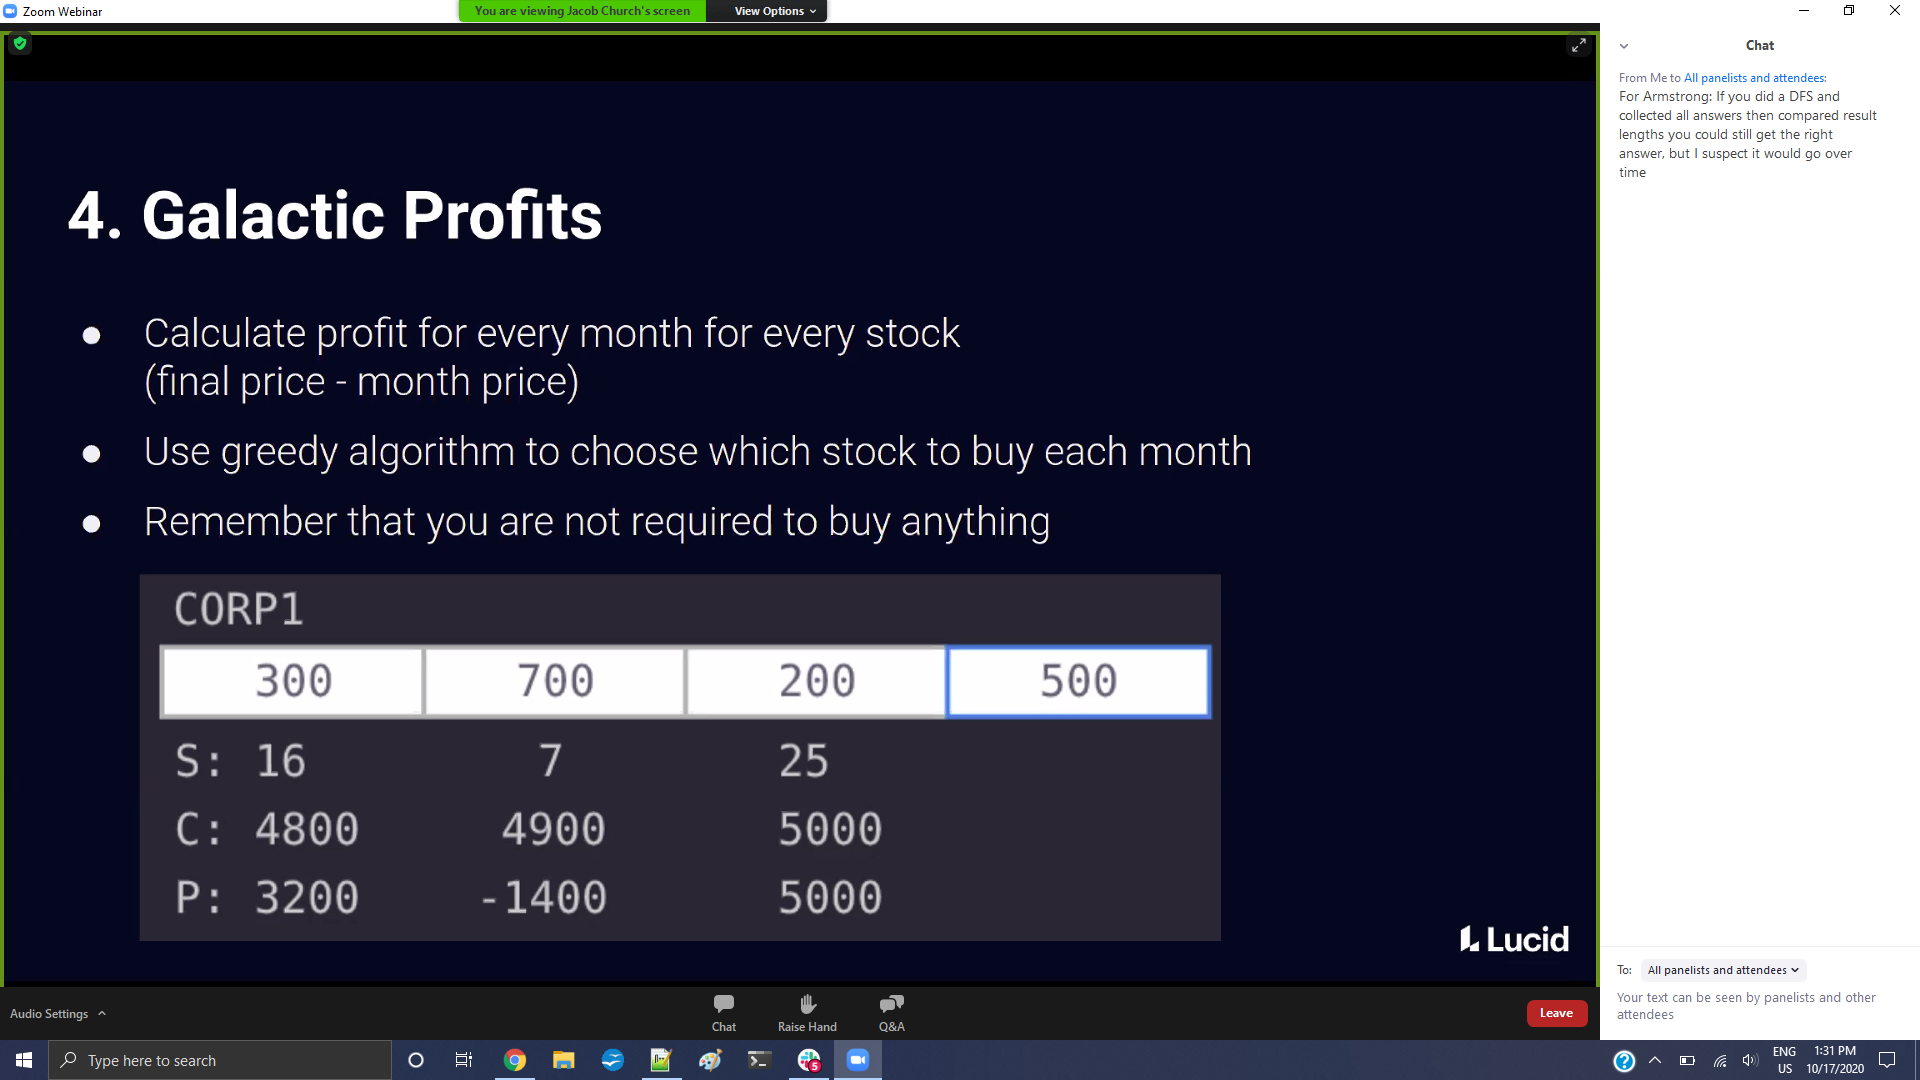 Zoom Webinar
You are viewing Jacob Church's screen
View Options
4. Galactic Profits
Calculate profit for every month for every stock
(final price - month price)
Use greedy algorithm to choose which stock to buy each month
Remember that you are not required to buy anything
CORP1
300 700 200 500
S: 16 7 25
C: 4800 4900 5000
P: 3200 -1400 5000
Lucid
Chat
From Me to All panelists and attendees:
For Armstrong: If you did a DFS and
collected all answers then compared result
lengths you could still get the right
answer, but I suspect it would go over
time
To: All panelists and attendees
Your text can be seen by panelists and other
attendees
Audio Settings
Chat
Raise Hand
Q&A
Leave
Type here to search
5
ENG
US
1:31 PM
10/17/2020